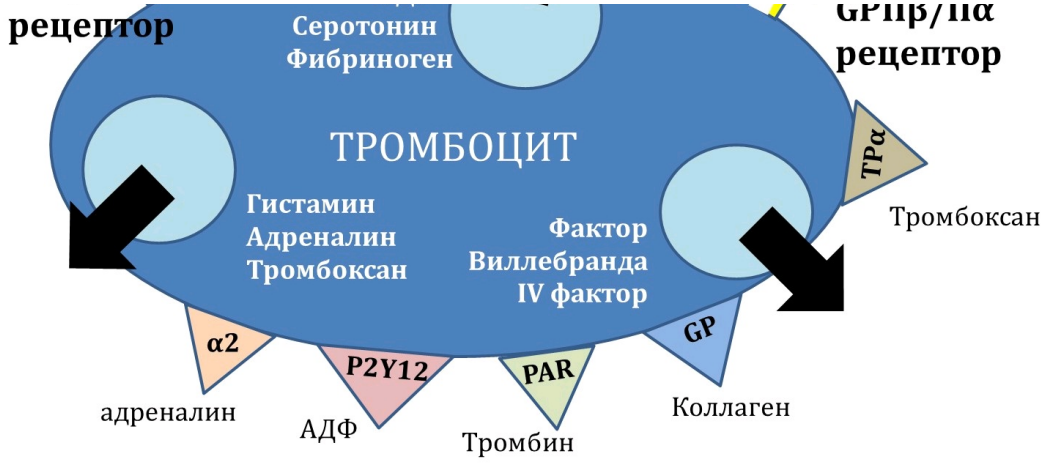 рецептор
Серотонин
Фибриноген
GPIIβ/IIα
рецептор
ТРОМБОЦИТ
TPα
Тромбоксан
Гистамин
Адреналин
Тромбоксан
Фактор
Виллебранда
IV фактор
α2
P2Y12
PAR
GP
адреналин
АДФ
Тромбин
Коллаген